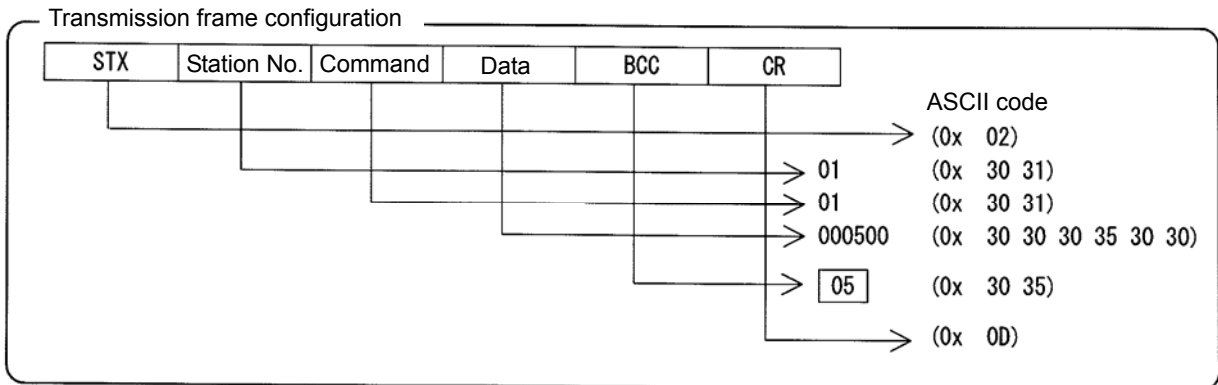 Transmission frame configuration
STX Station No. Command Data BCC CR
ASCII code
(0x 02)
01 (0x 30 31)
01 (0x 30 31)
000500 (0x 30 30 30 35 30 30)
05 (0x 30 35)
(0x 0D)